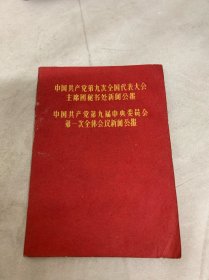 中国共产党第九次全国代表大会
主席团秘书处新闻公报
中国共产党第九届中央委员会
第一次全体会议新闻公报